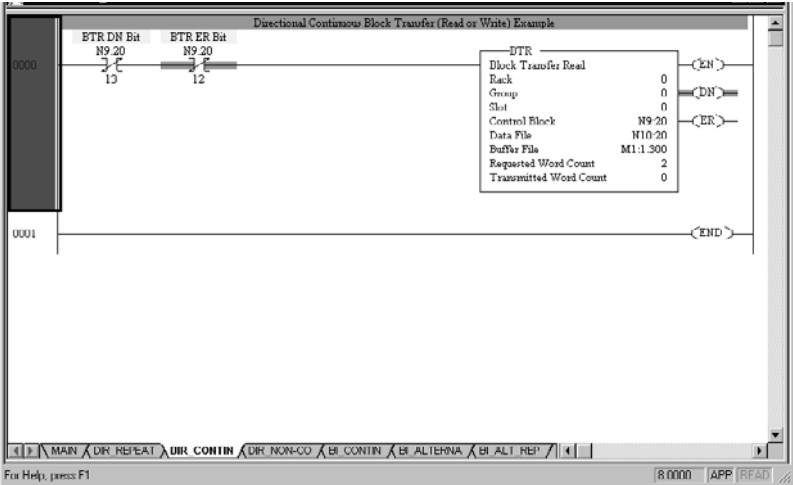 Directional Continuous Block Transfer (Read or Write) Example
BTR DN Bit BTR ER Bit
N9:20 N9:20
0000
13 12
BTR
Block Transfer Read
Rack 0
Group 0
Slot 0
Control Block N9:20
Data File N10:20
Buffer File M1:1.300
Requested Word Count 2
Transmitted Word Count 0
EN
DN
ER
0001
END
MAIN DIR_REPEAT DIR_CONTIN DIR_NON-CO BI_CONTIN BI_ALTERNA BI_ALT_REP
For Help, press F1 8:0000 APP READ